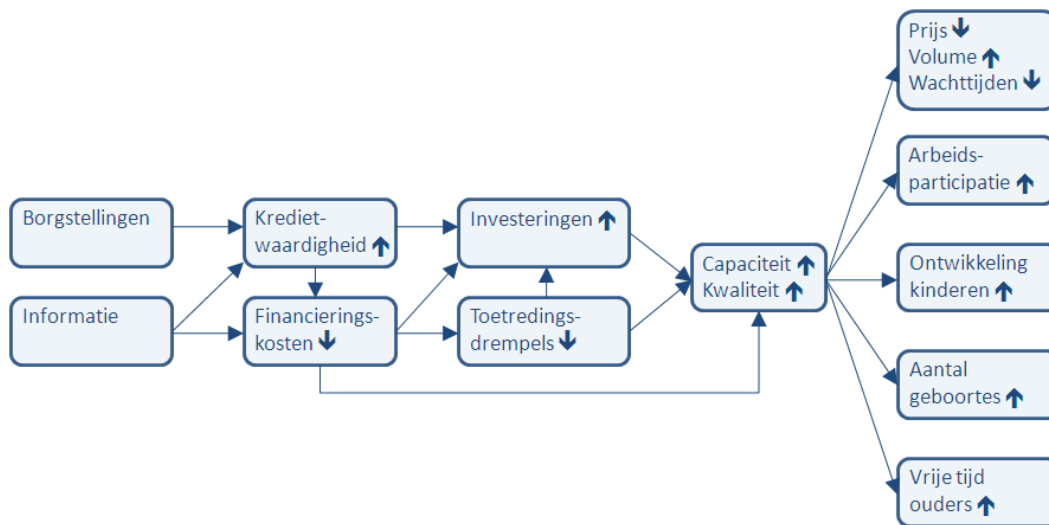 Prijs
Volume
Wachttijden
Arbeids-
participatie
Borgstellingen
Krediet-
waardigheid
Investeringen
Capaciteit
Kwaliteit
Ontwikkeling
kinderen
Informatie
Financierings-
kosten
Toetredings-
drempels
Aantal
geboortes
Vrije tijd
ouders